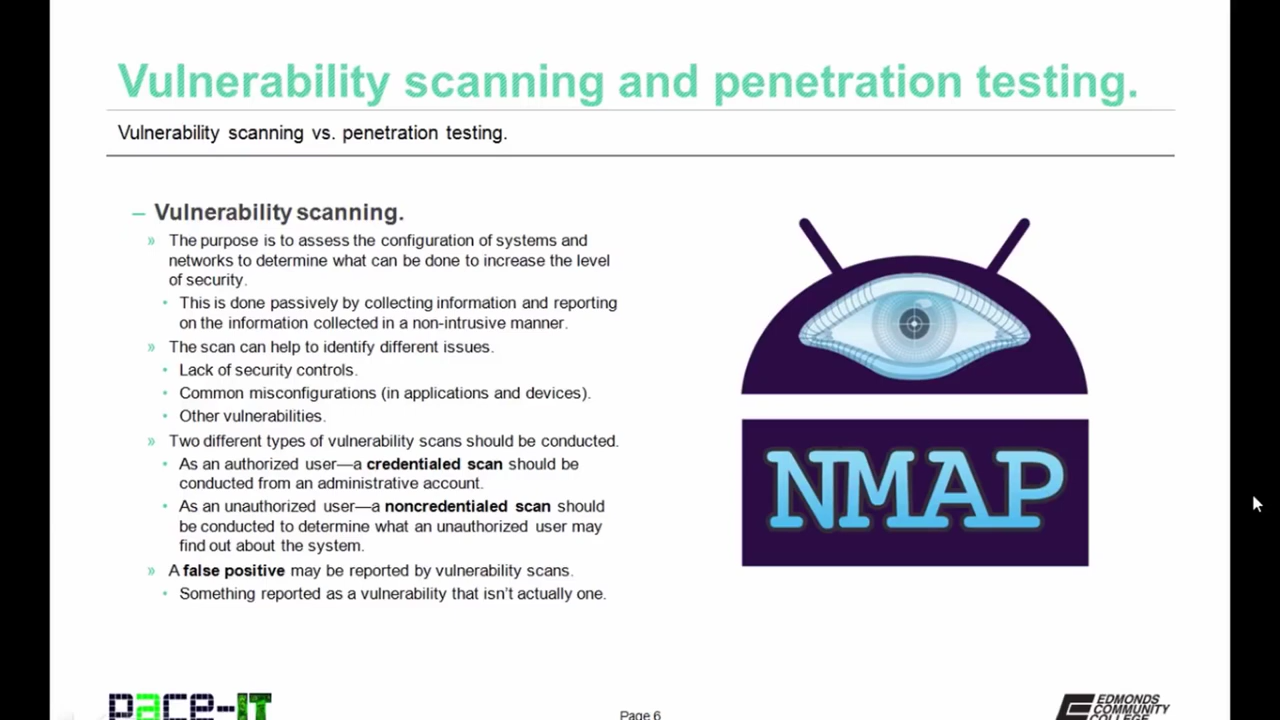 Vulnerability scanning and penetration testing.
Vulnerability scanning vs. penetration testing.
– Vulnerability scanning.
» The purpose is to assess the configuration of systems and
networks to determine what can be done to increase the level
of security.
• This is done passively by collecting information and reporting
on the information collected in a non-intrusive manner.
» The scan can help to identify different issues.
• Lack of security controls.
• Common misconfigurations (in applications and devices).
• Other vulnerabilities.
» Two different types of vulnerability scans should be conducted.
• As an authorized user—a credentialed scan should be
conducted from an administrative account.
• As an unauthorized user—a noncredentialed scan should
be conducted to determine what an unauthorized user may
find out about the system.
» A false positive may be reported by vulnerability scans.
• Something reported as a vulnerability that isn't actually one.
NMAP
pace-IT
Page 6
EDMONDS
COMMUNITY
COLLEGE